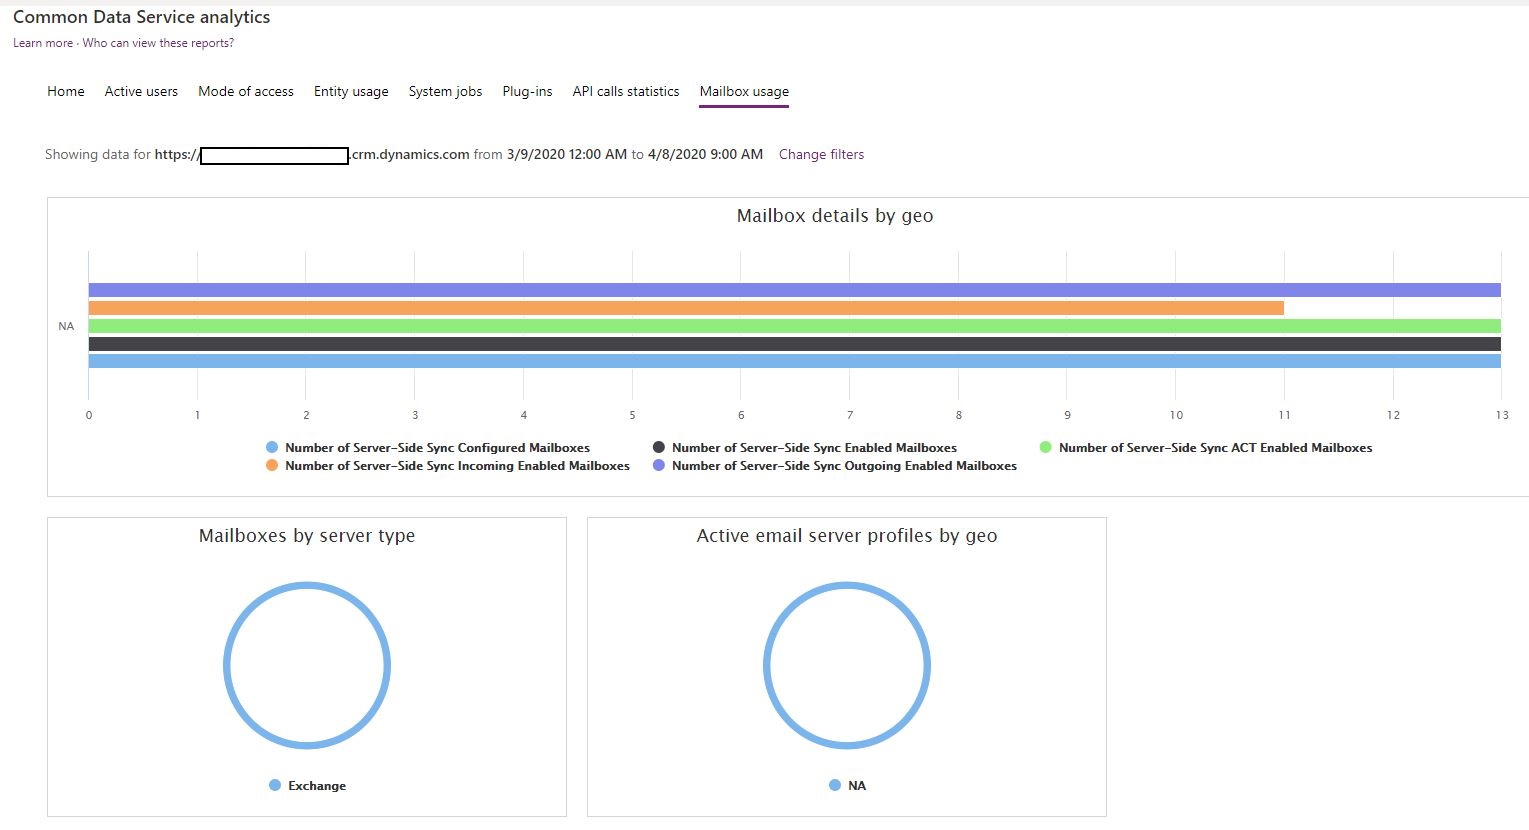 Common Data Service analytics
Learn more · Who can view these reports?
Home Active users Mode of access Entity usage System jobs Plug-ins API calls statistics Mailbox usage
Showing data for https:// .crm.dynamics.com from 3/9/2020 12:00 AM to 4/8/2020 9:00 AM Change filters
Mailbox details by geo
NA
0 1 2 3 4 5 6 7 8 9 10 11 12 13
Number of Server-Side Sync Configured Mailboxes Number of Server-Side Sync Enabled Mailboxes Number of Server-Side Sync ACT Enabled Mailboxes
Number of Server-Side Sync Incoming Enabled Mailboxes Number of Server-Side Sync Outgoing Enabled Mailboxes
Mailboxes by server type
Exchange
Active email server profiles by geo
NA